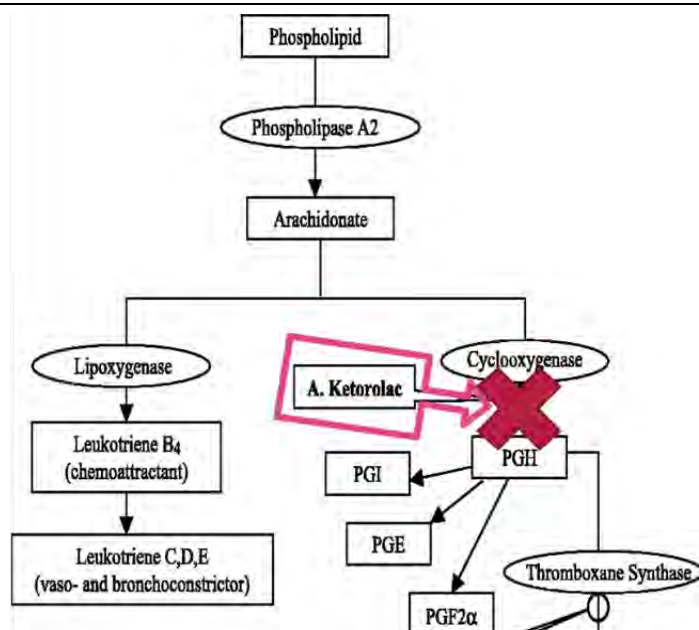 Phospholipid
Phospholipase A2
Arachidonate
Lipoxygenase
Cyclooxygenase
A. Ketorolac
Leukotriene B4
(chemoattractant)
PGH
PGI
PGE
Leukotriene C,D,E
(vaso- and bronchoconstrictor)
Thromboxane Synthase
PGF2α